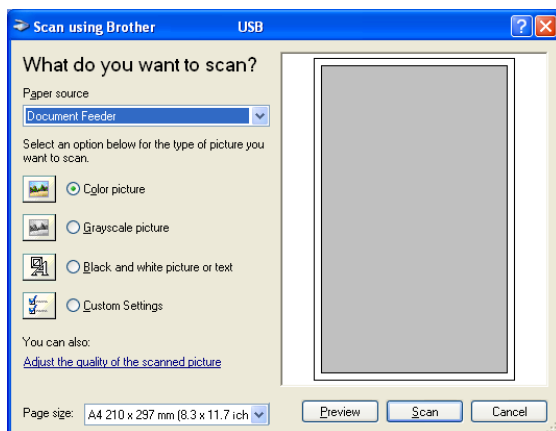 Scan using Brother USB
What do you want to scan?
Paper source
Document Feeder
Select an option below for the type of picture you
want to scan.
Color picture
Grayscale picture
Black and white picture or text
Custom Settings
You can also:
Adjust the quality of the scanned picture
Page size: A4 210 x 297 mm (8.3 x 11.7 ich
Preview Scan Cancel